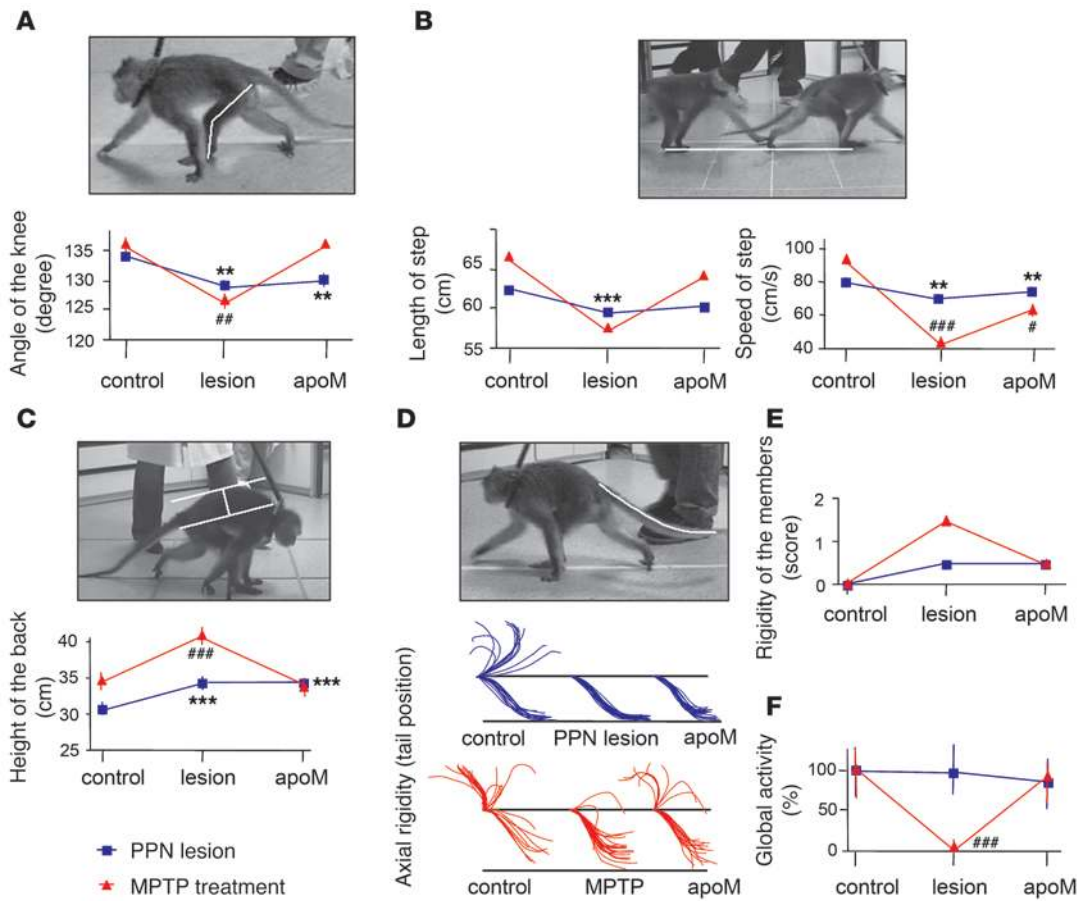 A
Angle of the knee
(degree)
135
130
125
120
**
##
**
control lesion apoM
B
Length of step
(cm)
65
60
55
***
control lesion apoM
Speed of step
(cm/s)
100
80
60
40
**
###
**
#
control lesion apoM
C
Height of the back
(cm)
40
35
30
25
###
***
***
control lesion apoM
PPN lesion
MPTP treatment
D
Axial rigidity (tail position)
control PPN lesion apoM
control MPTP apoM
E
Rigidity of the members
(score)
2
1
0
control lesion apoM
F
Global activity
(%)
100
50
0
###
control lesion apoM